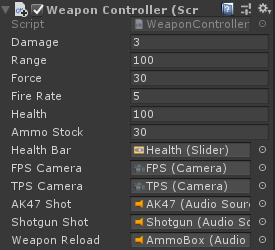 Weapon Controller (Scr
Script WeaponController
Damage 3
Range 100
Force 30
Fire Rate 5
Health 100
Ammo Stock 30
Health Bar Health (Slider)
FPS Camera FPS (Camera)
TPS Camera TPS (Camera)
AK47 Shot AK47 (Audio Sour
Shotgun Shot Shotgun (Audio So
Weapon Reload AmmoBox (Audio